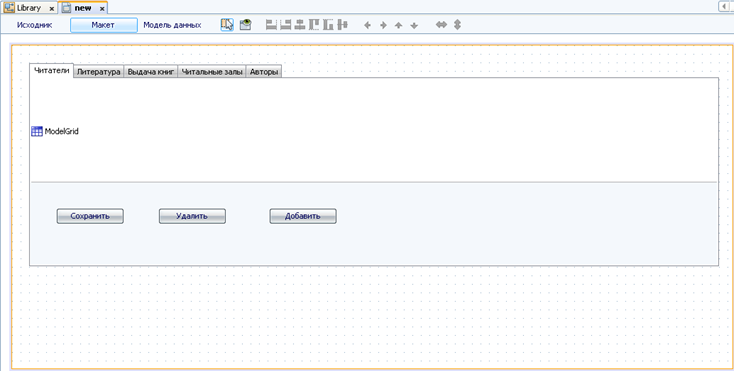 Library new
Исходник Макет Модель данных
Читатели Литература Выдача книг Читальные залы Авторы
ModelGrid
Сохранить Удалить Добавить